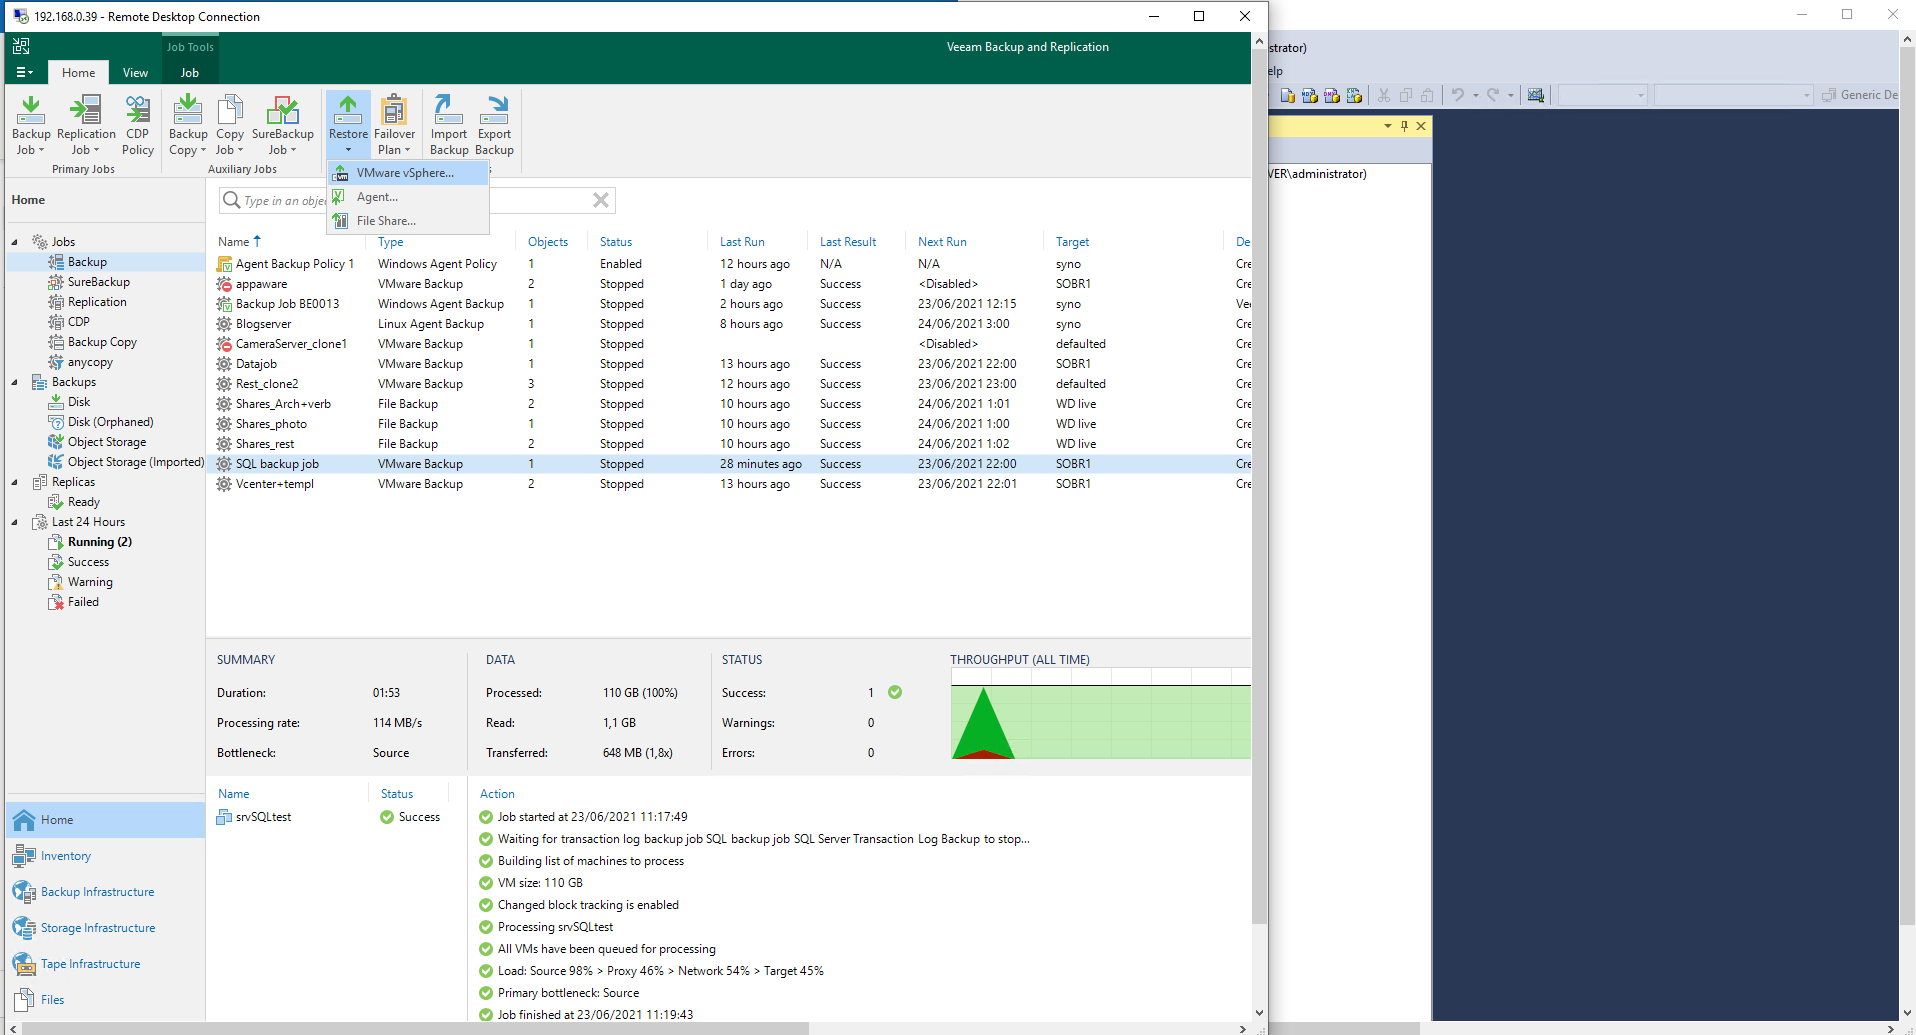 192.168.0.39 - Remote Desktop Connection
Job Tools
Veeam Backup and Replication
Home
View
Job
Backup Job
Replication Job
CDP Policy
Primary Jobs
Backup Copy
Copy Job
SureBackup Job
Auxiliary Jobs
Restore
Failover Plan
Import Backup
Export Backup
s
VMware vSphere...
Agent...
File Share...
Type in an obje
Home
Jobs
Backup
SureBackup
Replication
CDP
Backup Copy
anycopy
Backups
Disk
Disk (Orphaned)
Object Storage
Object Storage (Imported)
Replicas
Ready
Last 24 Hours
Running (2)
Success
Warning
Failed
Home
Inventory
Backup Infrastructure
Storage Infrastructure
Tape Infrastructure
Files
Name Type Objects Status Last Run Last Result Next Run Target De
Agent Backup Policy 1 Windows Agent Policy 1 Enabled 12 hours ago N/A N/A syno Cre
appaware VMware Backup 2 Stopped 1 day ago Success <Disabled> SOBR1 Cre
Backup Job BE0013 Windows Agent Backup 1 Stopped 2 hours ago Success 23/06/2021 12:15 syno Vee
Blogserver Linux Agent Backup 1 Stopped 8 hours ago Success 24/06/2021 3:00 syno Cre
CameraServer_clone1 VMware Backup 1 Stopped <Disabled> defaulted Cre
Datajob VMware Backup 1 Stopped 13 hours ago Success 23/06/2021 22:00 SOBR1 Cre
Rest_clone2 VMware Backup 3 Stopped 12 hours ago Success 23/06/2021 23:00 defaulted Cre
Shares_Arch+verb File Backup 2 Stopped 10 hours ago Success 24/06/2021 1:01 WD live Cre
Shares_photo File Backup 1 Stopped 10 hours ago Success 24/06/2021 1:00 WD live Cre
Shares_rest File Backup 2 Stopped 10 hours ago Success 24/06/2021 1:02 WD live Cre
SQL backup job VMware Backup 1 Stopped 28 minutes ago Success 23/06/2021 22:00 SOBR1 Cre
Vcenter+templ VMware Backup 2 Stopped 13 hours ago Success 23/06/2021 22:01 SOBR1 Cre
SUMMARY
Duration: 01:53
Processing rate: 114 MB/s
Bottleneck: Source
DATA
Processed: 110 GB (100%)
Read: 1,1 GB
Transferred: 648 MB (1,8x)
STATUS
Success: 1
Warnings: 0
Errors: 0
THROUGHPUT (ALL TIME)
Name Status
srvSQLtest Success
Action
Job started at 23/06/2021 11:17:49
Waiting for transaction log backup job SQL backup job SQL Server Transaction Log Backup to stop...
Building list of machines to process
VM size: 110 GB
Changed block tracking is enabled
Processing srvSQLtest
All VMs have been queued for processing
Load: Source 98% > Proxy 46% > Network 54% > Target 45%
Primary bottleneck: Source
Job finished at 23/06/2021 11:19:43
strator)
elp
Generic De
VER\administrator)